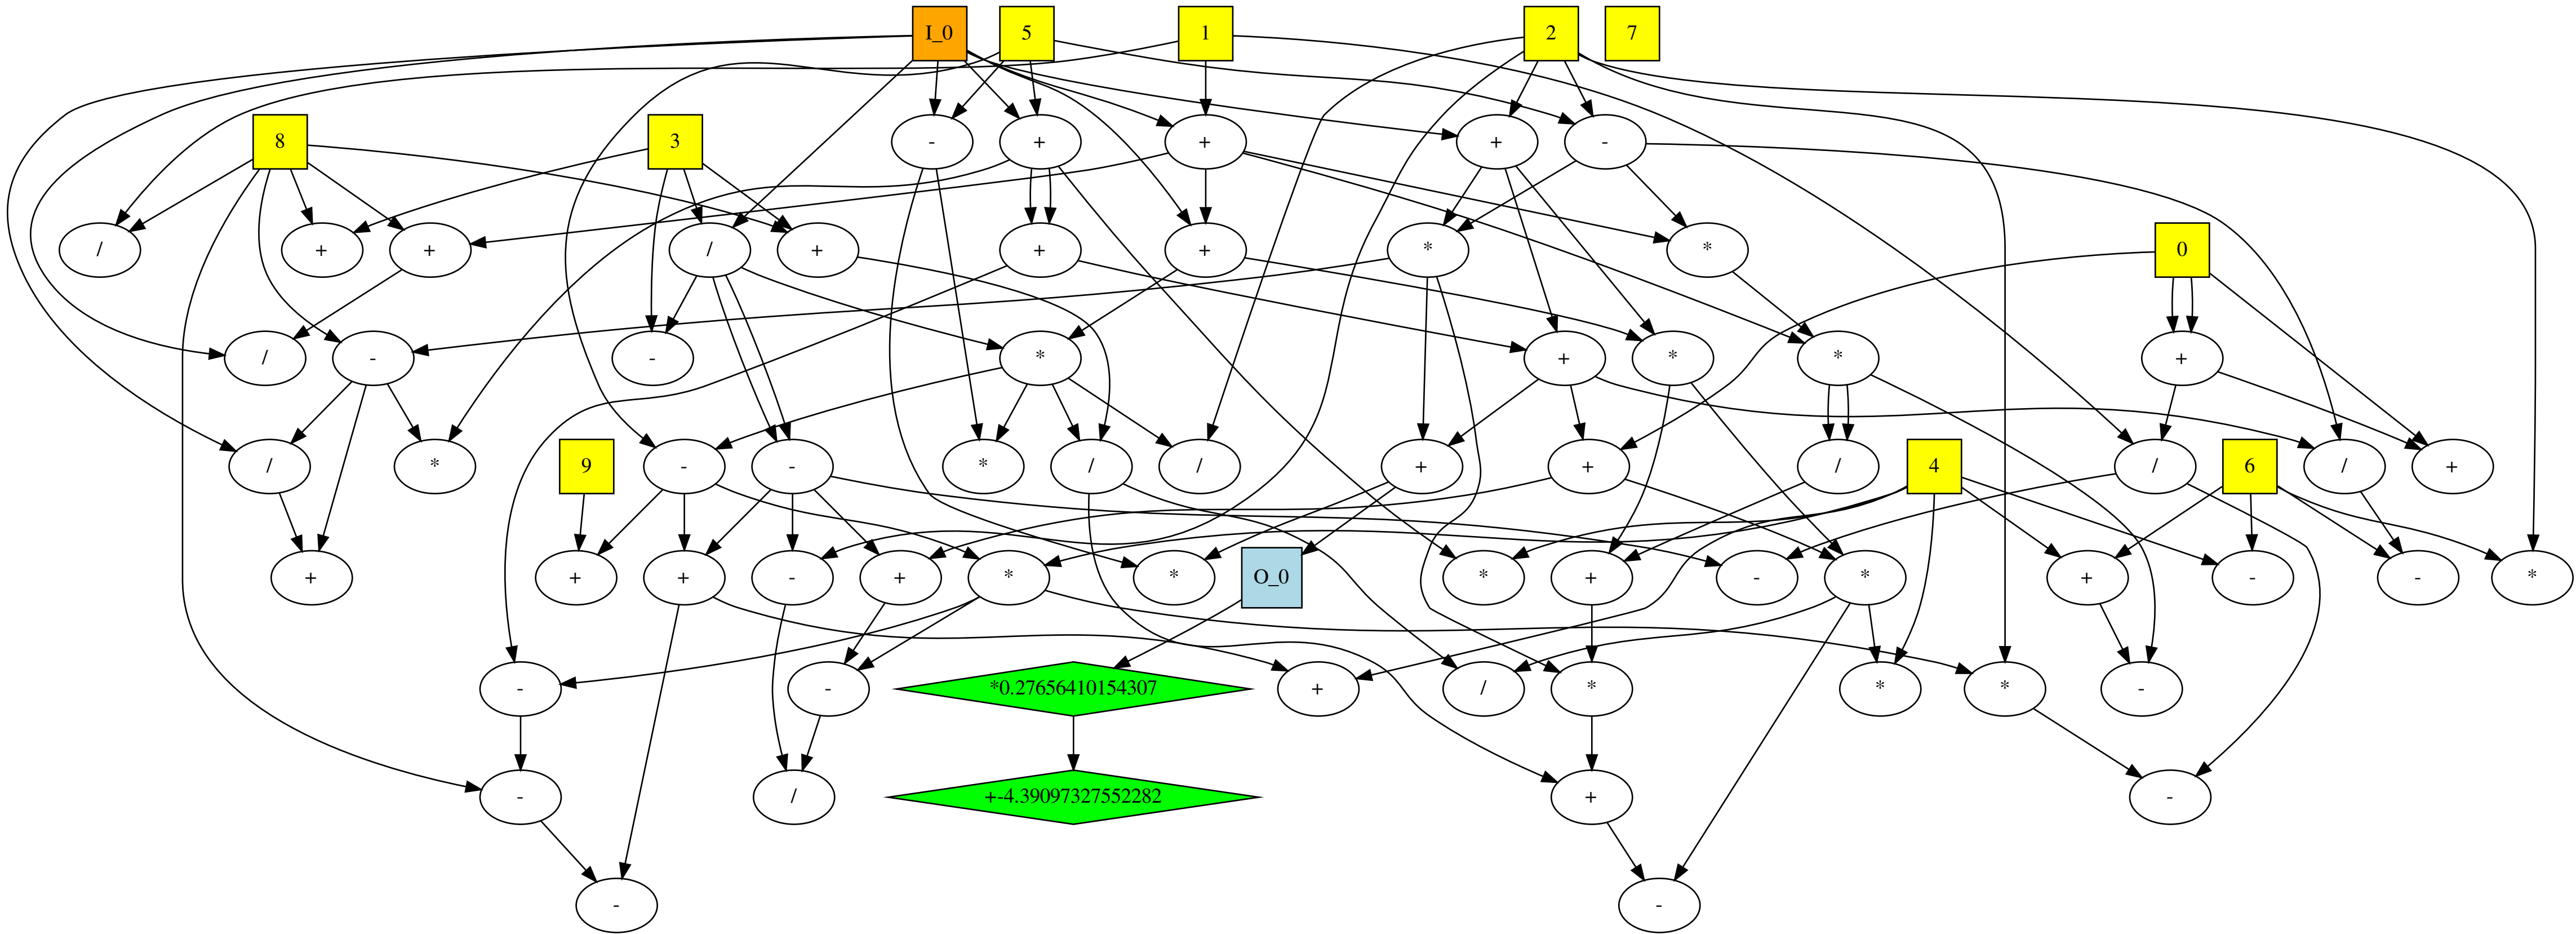 I_0 5 1 2 7
8 3 - + + + -
/ + + / + + + * * 0
/ - - * + * * +
/ * 9 - - * / / + + / 4 / 6 / +
+ + + - + * * O_0 * + - * + - - *
- - *0.27656410154307 + / * * * -
- / +-4.39097327552282 + -
- -